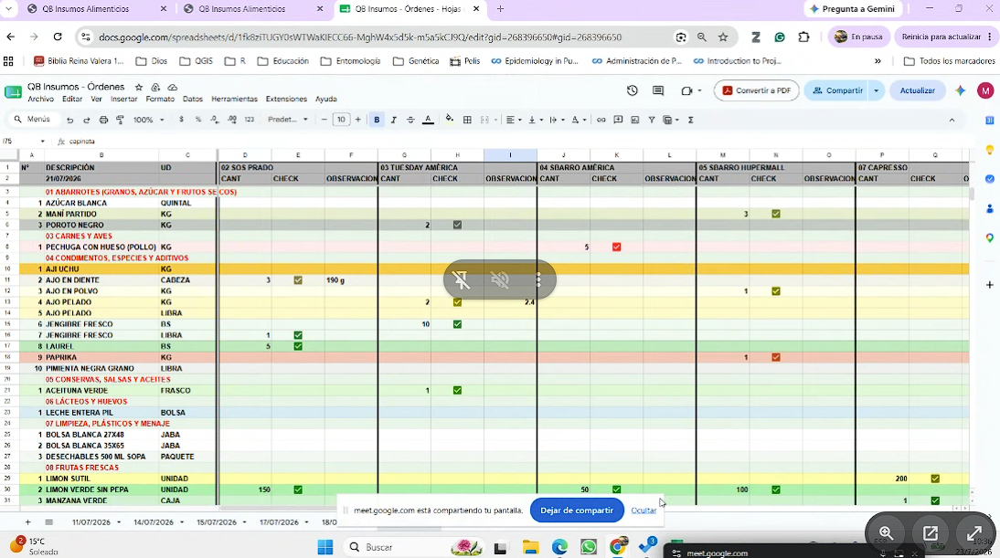 QB Insumos Alimenticios
QB Insumos Alimenticios
QB Insumos - Órdenes - Hojas
Pregunta a Gemini
docs.google.com/spreadsheets/d/1fk8ziTUGY0sWTWaKIECC66-MghW4x5d5k-m5a5kCJ9Q/edit?gid=268396650#gid=268396650
En pausa
Reinicia para actualizar
Biblia Reina Valera 1... Dios QGIS R Educación Entomología Genética Pelis Epidemiology in Pu... Administración de P... Introduction to Proj... » Todos los marcadores
QB Insumos - Órdenes
Archivo Editar Ver Insertar Formato Datos Herramientas Extensiones Ayuda
Convertir a PDF
Compartir
Actualizar
M
Menús 100% $ % 123 Predet... 10 B I A
I75 fx capinota
A B C D E F G H I J K L M N O P Q
1 N° DESCRIPCIÓN UD 02 SOS PRADO 03 TUESDAY AMÉRICA 04 SBARRO AMÉRICA 05 SBARRO HUPERMALL 07 CAPRESSO
2 21/07/2026 CANT CHECK OBSERVACION CANT CHECK OBSERVACION CANT CHECK OBSERVACION CANT CHECK OBSERVACION CANT CHECK O
3 01 ABARROTES (GRANOS, AZÚCAR Y FRUTOS SECOS)
4 1 AZÚCAR BLANCA QUINTAL
5 2 MANÍ PARTIDO KG 3
6 3 POROTO NEGRO KG 2
7 03 CARNES Y AVES
8 1 PECHUGA CON HUESO (POLLO) KG 5
9 04 CONDIMENTOS, ESPECIES Y ADITIVOS
10 1 AJI UCHU KG
11 2 AJO EN DIENTE CABEZA 3 190 g
12 3 AJO EN POLVO KG 1
13 4 AJO PELADO KG 2 2.4
14 5 AJO PELADO LIBRA
15 6 JENGIBRE FRESCO BS 10
16 7 JENGIBRE FRESCO LIBRA 1
17 8 LAUREL BS 5
18 9 PAPRIKA KG 1
19 10 PIMIENTA NEGRA GRANO LIBRA
20 05 CONSERVAS, SALSAS Y ACEITES
21 1 ACEITUNA VERDE FRASCO 1
22 06 LÁCTEOS Y HUEVOS
23 1 LECHE ENTERA PIL BOLSA
24 07 LIMPIEZA, PLÁSTICOS Y MENAJE
25 1 BOLSA BLANCA 27X48 JABA
26 2 BOLSA BLANCA 35X65 JABA
27 3 DESECHABLES 500 ML SOPA PAQUETE
28 08 FRUTAS FRESCAS
29 1 LIMON SUTIL UNIDAD 200
30 2 LIMON VERDE SIN PEPA UNIDAD 150 50 100
31 3 MANZANA VERDE CAJA 1
meet.google.com está compartiendo tu pantalla.
Dejar de compartir
Ocultar
11/07/2026 14/07/2026 15/07/2026 17/07/2026 18/0
2 15°C
Soleado
Buscar
3
meet.google.com
10:36